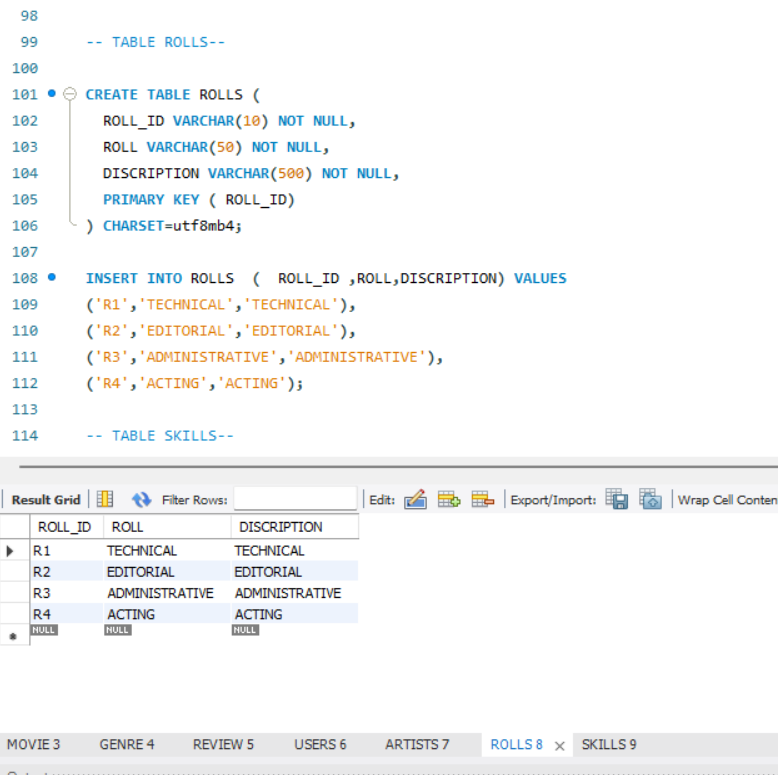 98
99 -- TABLE ROLLS--
100
101 CREATE TABLE ROLLS (
102 ROLL_ID VARCHAR(10) NOT NULL,
103 ROLL VARCHAR(50) NOT NULL,
104 DISCRIPTION VARCHAR(500) NOT NULL,
105 PRIMARY KEY ( ROLL_ID)
106 ) CHARSET=utf8mb4;
107
108 INSERT INTO ROLLS ( ROLL_ID ,ROLL,DISCRIPTION) VALUES
109 ('R1','TECHNICAL','TECHNICAL'),
110 ('R2','EDITORIAL','EDITORIAL'),
111 ('R3','ADMINISTRATIVE','ADMINISTRATIVE'),
112 ('R4','ACTING','ACTING');
113
114 -- TABLE SKILLS--
Result Grid Filter Rows: Edit: Export/Import: Wrap Cell Conten
ROLL_ID ROLL DISCRIPTION
R1 TECHNICAL TECHNICAL
R2 EDITORIAL EDITORIAL
R3 ADMINISTRATIVE ADMINISTRATIVE
R4 ACTING ACTING
NULL NULL NULL
MOVIE 3 GENRE 4 REVIEW 5 USERS 6 ARTISTS 7 ROLLS 8 SKILLS 9